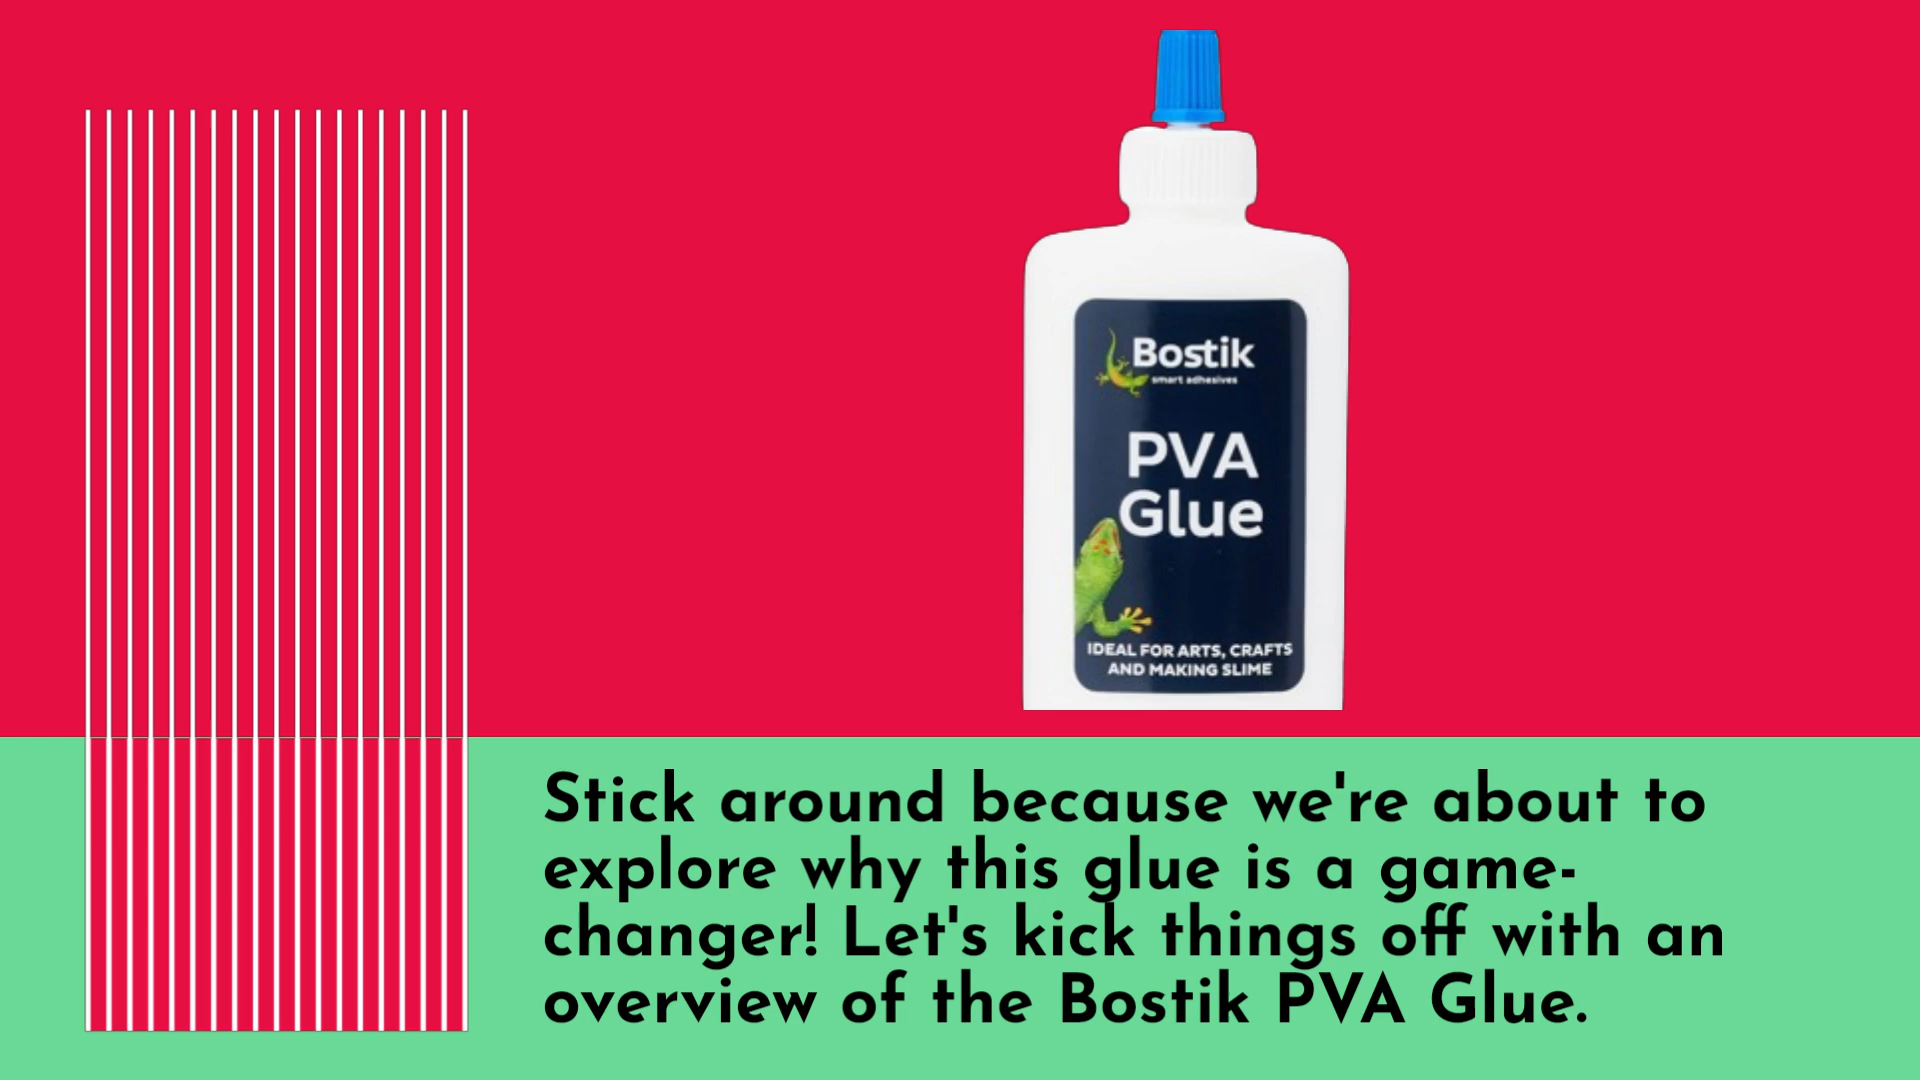 Bostik
smart adhesives
PVA
Glue
IDEAL FOR ARTS, CRAFTS
AND MAKING SLIME
Stick around because we're about to
explore why this glue is a game-
changer! Let's kick things off with an
overview of the Bostik PVA Glue.